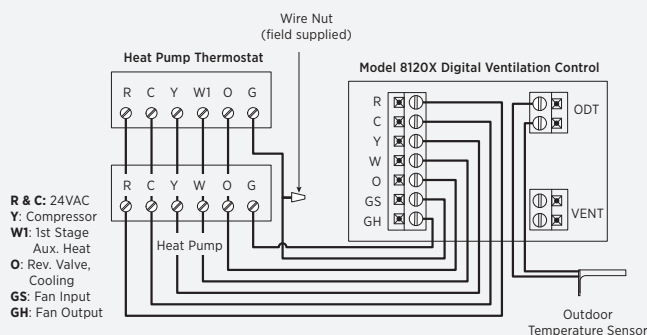 Wire Nut
(field supplied)
Heat Pump Thermostat
R C Y W1 O G
R C Y W O G
Heat Pump
R & C: 24VAC
Y: Compressor
W1: 1st Stage
Aux. Heat
O: Rev. Valve,
Cooling
GS: Fan Input
GH: Fan Output
Model 8120X Digital Ventilation Control
R
C
Y
W
O
GS
GH
ODT
VENT
Outdoor
Temperature Sensor